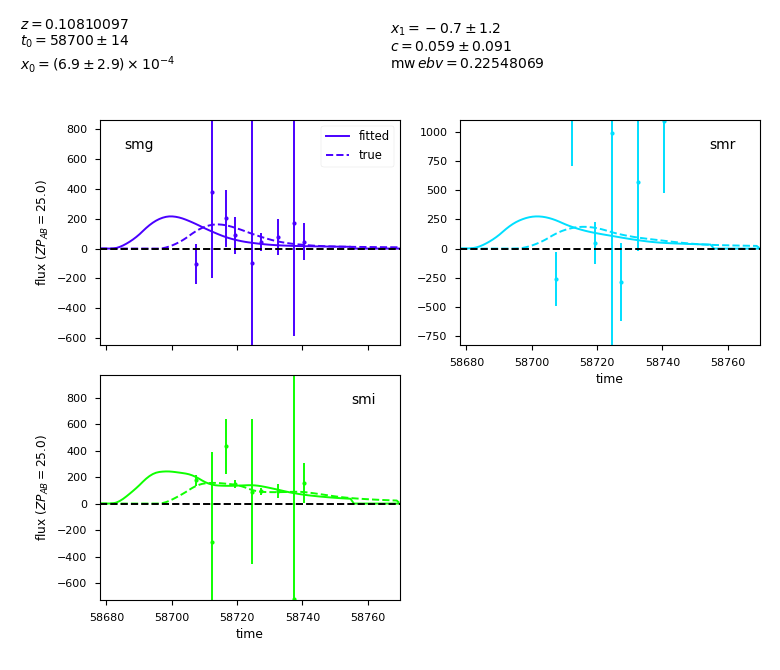 z = 0.10810097
t₀ = 58700 ± 14
x₀ = (6.9 ± 2.9) × 10⁻⁴
x₁ = −0.7 ± 1.2
c = 0.059 ± 0.091
mw ebv = 0.22548069
smg
fitted
true
800
600
400
200
0
−200
−400
−600
flux (ZP_AB = 25.0)
smr
1000
750
500
250
0
−250
−500
−750
58680 58700 58720 58740 58760
time
smi
800
600
400
200
0
−200
−400
−600
flux (ZP_AB = 25.0)
58680 58700 58720 58740 58760
time